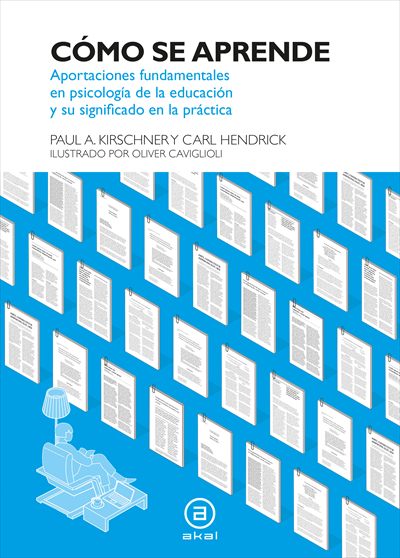 CÓMO SE APRENDE
Aportaciones fundamentales
en psicología de la educación
y su significado en la práctica
PAUL A. KIRSCHNER Y CARL HENDRICK
ILUSTRADO POR OLIVER CAVIGLIOLI
akal